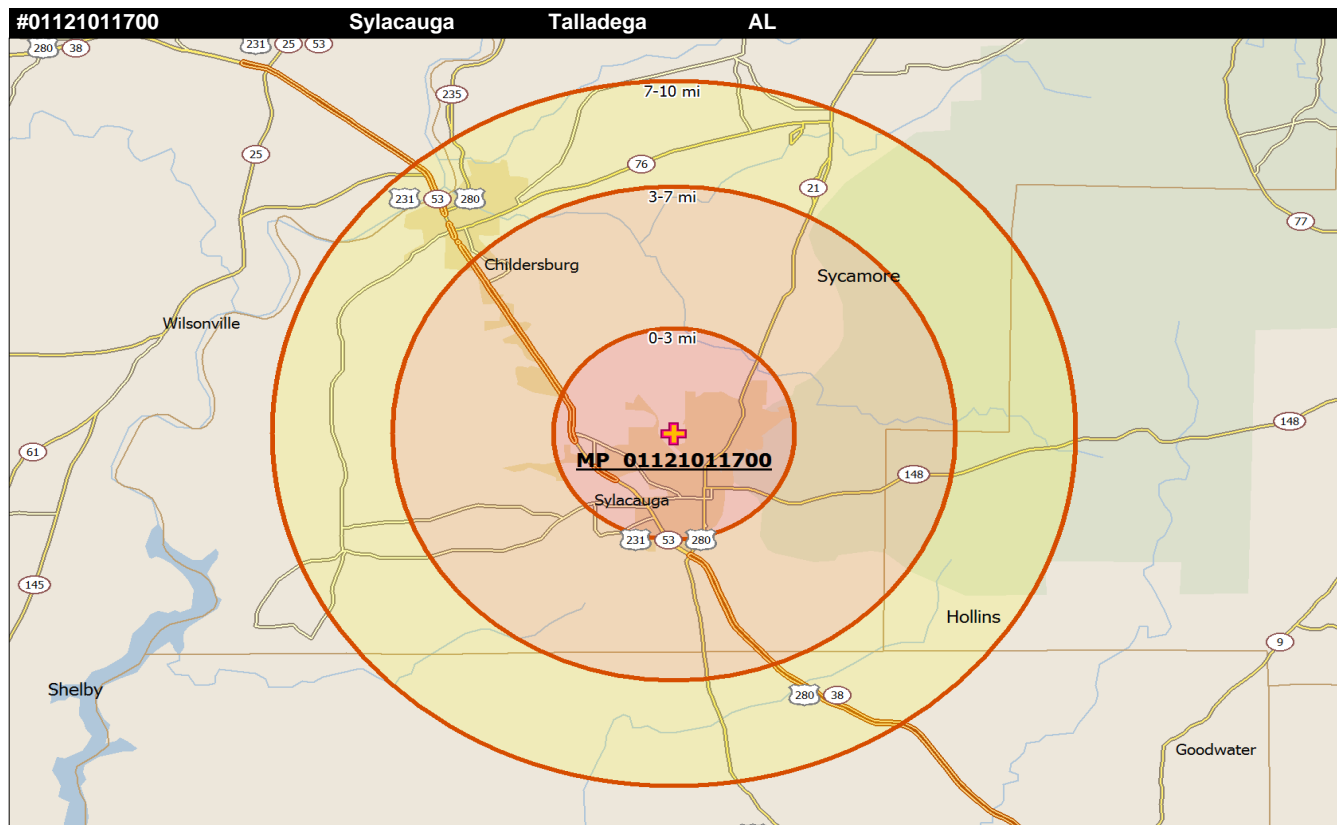 #01121011700 Sylacauga Talladega AL
280 38
231 25 53
53
7-10 mi
235
25
76
231 53 280
3-7 mi
21
77
Childersburg
Sycamore
Wilsonville
0-3 mi
148
61
MP 01121011700
148
Sylacauga
231 53 280
145
Hollins
9
Shelby
280 38
Goodwater
280